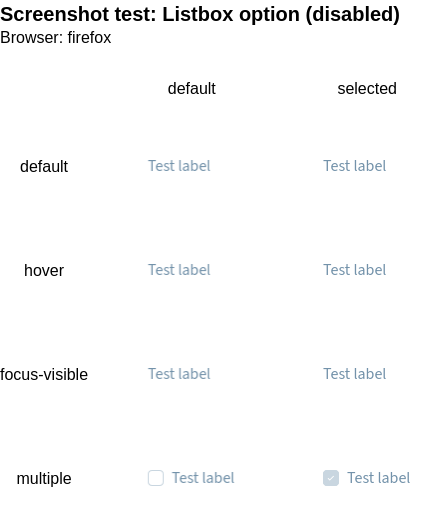 Screenshot test: Listbox option (disabled)
Browser: firefox
default selected
default Test label Test label
hover Test label Test label
focus-visible Test label Test label
multiple Test label Test label